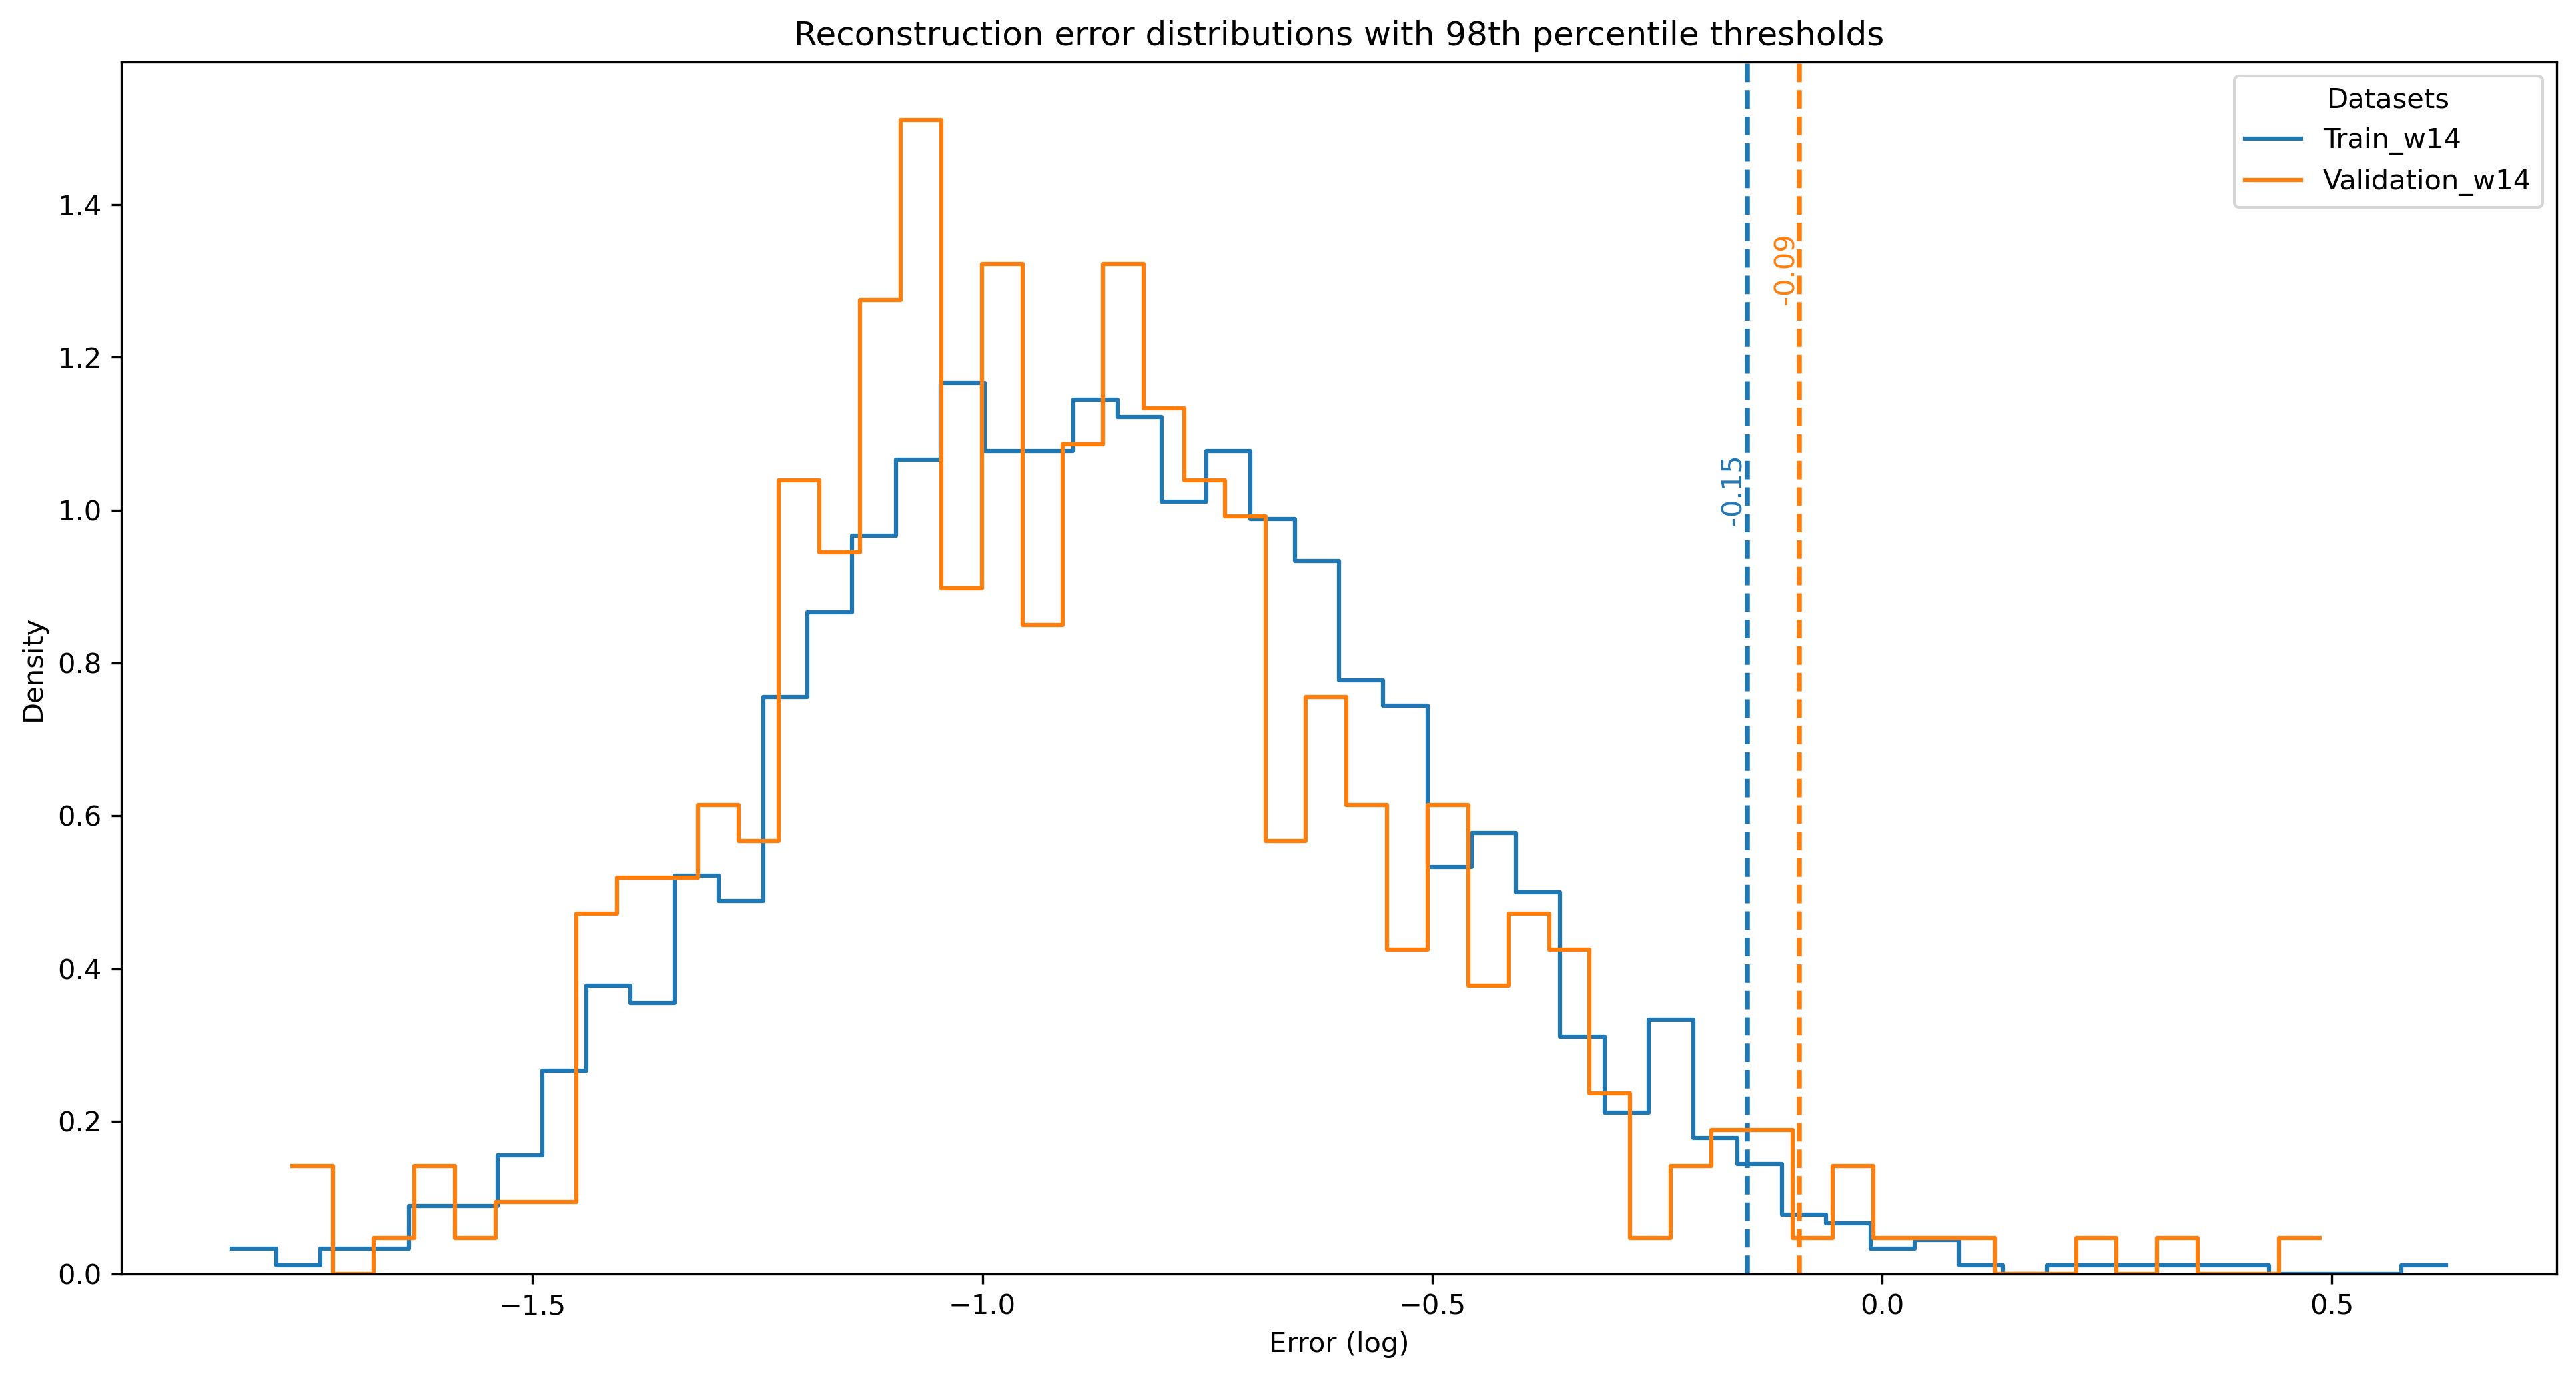 Reconstruction error distributions with 98th percentile thresholds
Datasets
Train_w14
Validation_w14
-0.09
-0.15
Density
1.4
1.2
1.0
0.8
0.6
0.4
0.2
0.0
−1.5
−1.0
−0.5
0.0
0.5
Error (log)